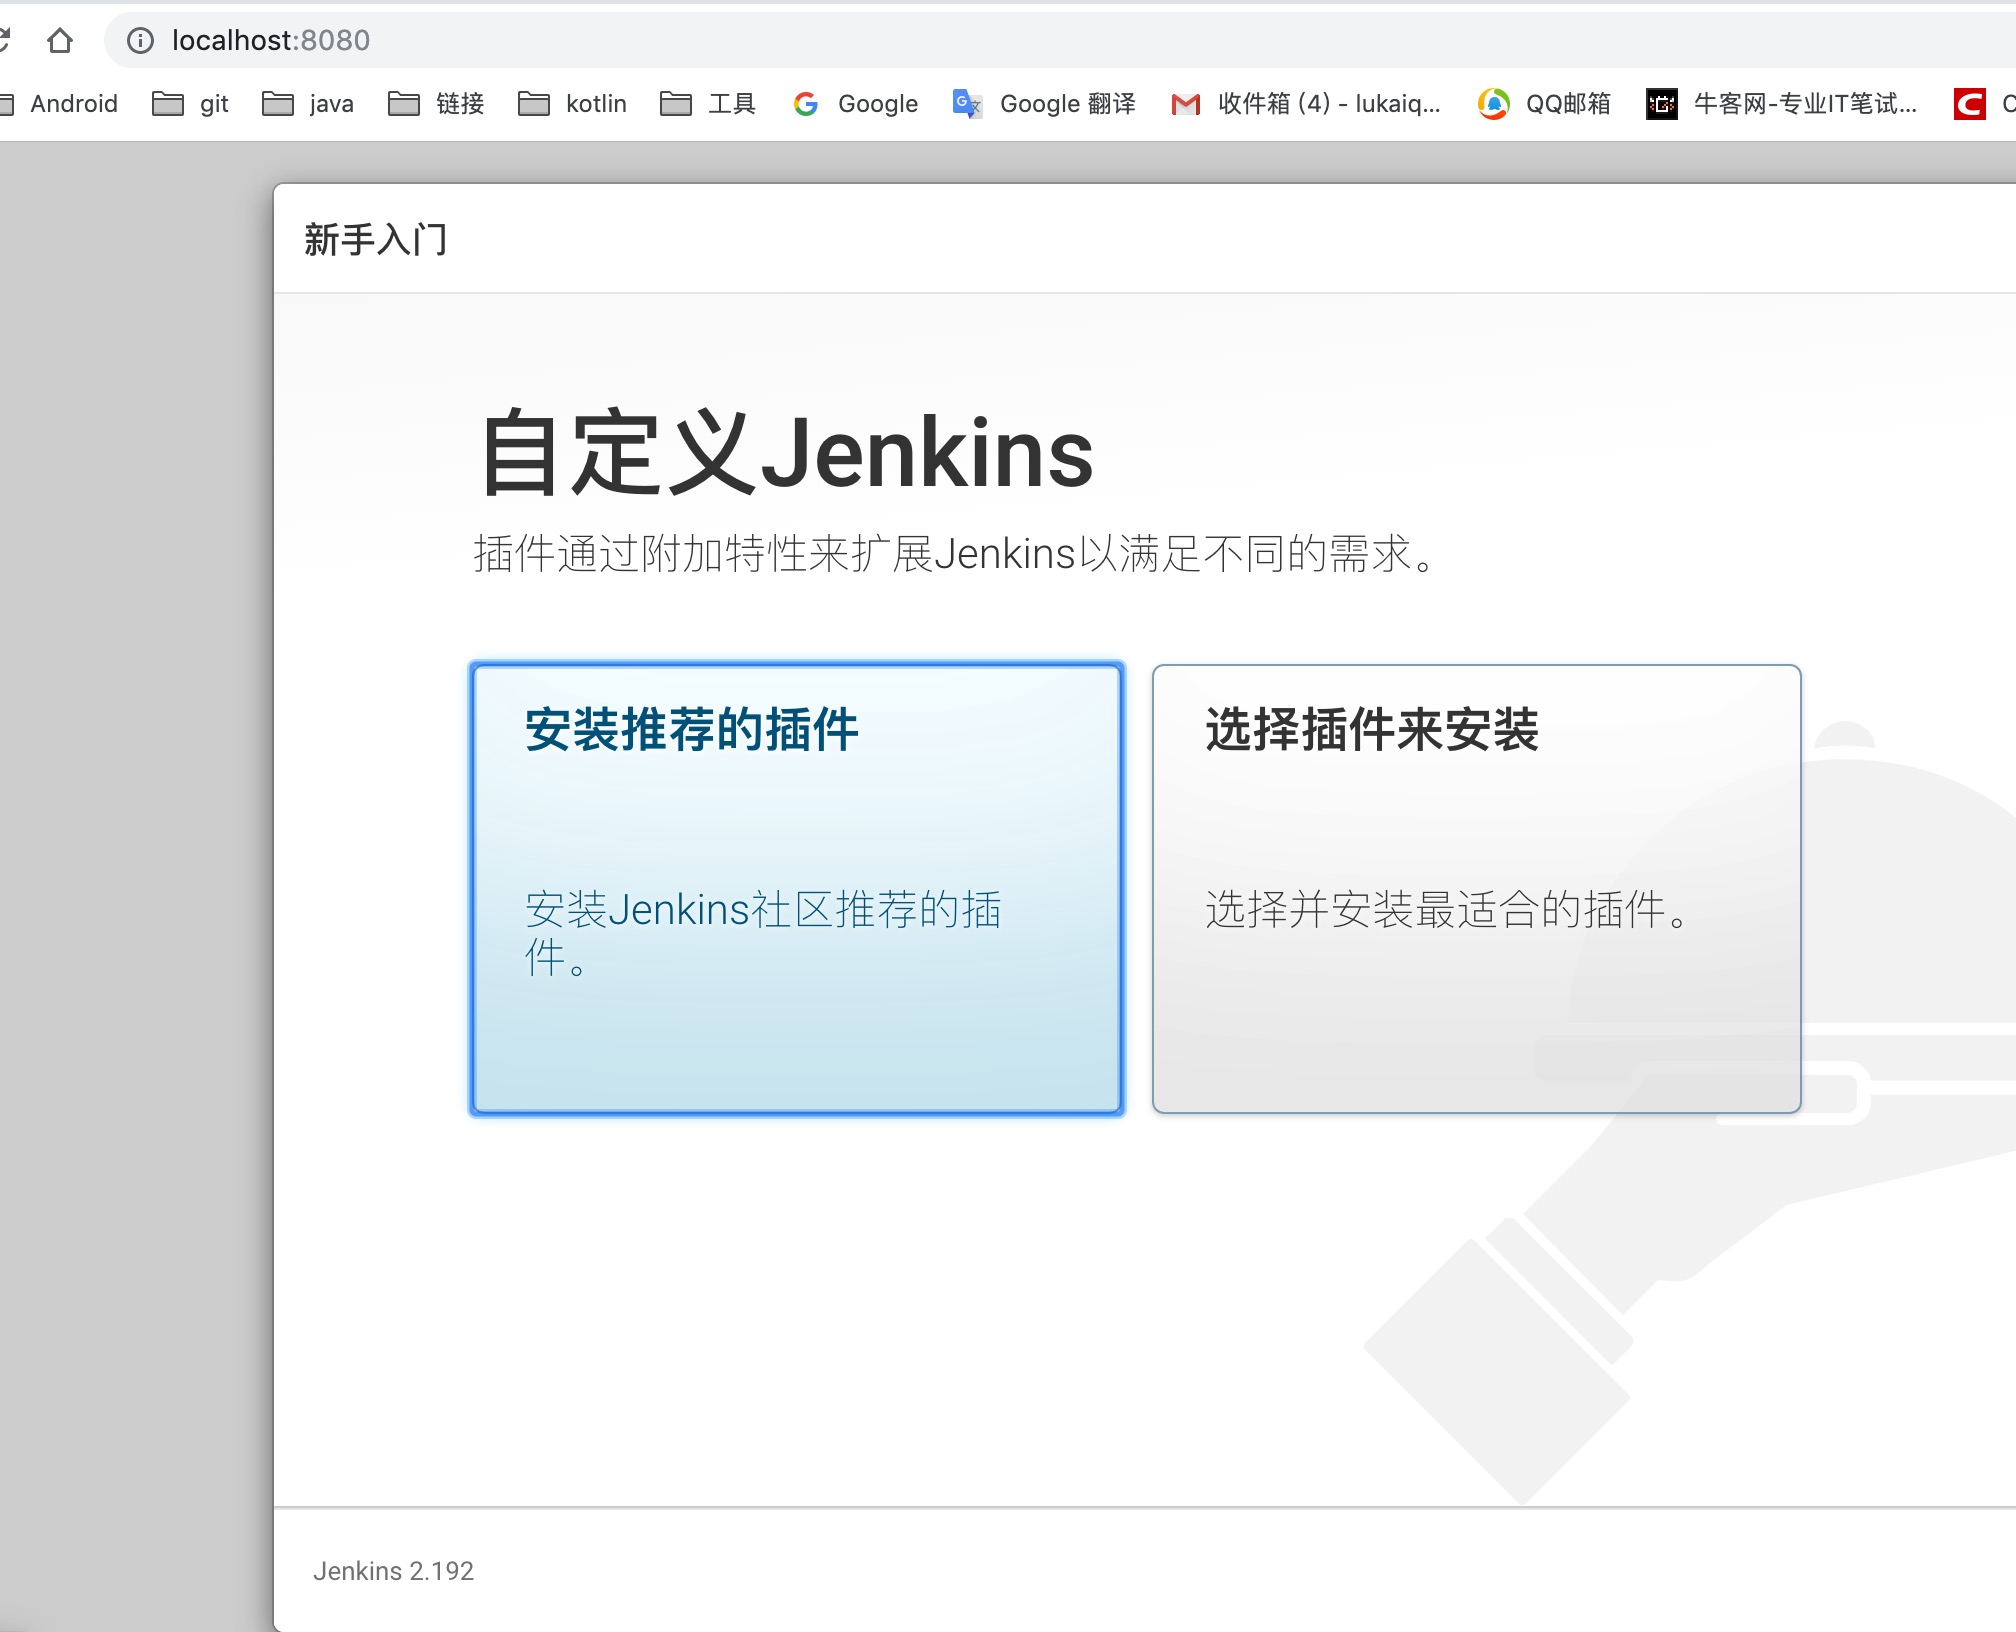 localhost:8080
Android git java 链接 kotlin 工具 Google Google 翻译 收件箱 (4) - lukaiq... QQ邮箱 牛客网-专业IT笔试...
新手入门
自定义Jenkins
插件通过附加特性来扩展Jenkins以满足不同的需求。
安装推荐的插件
安装Jenkins社区推荐的插
件。
选择插件来安装
选择并安装最适合的插件。
Jenkins 2.192